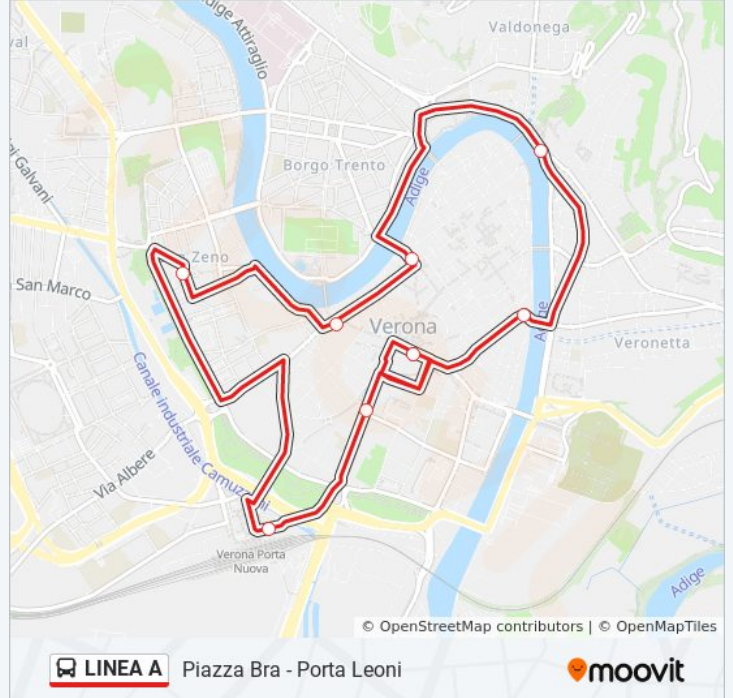 Valdonega
Adige Attiraglio
val
Borgo Trento
Adige
Galvani
Zeno
San Marco
Verona
Adige
Veronetta
Canale industriale Camuzzoni
Via Albere
Verona Porta
Nuova
Adige
© OpenStreetMap contributors | © OpenMapTiles
LINEA A Piazza Bra - Porta Leoni
moovit